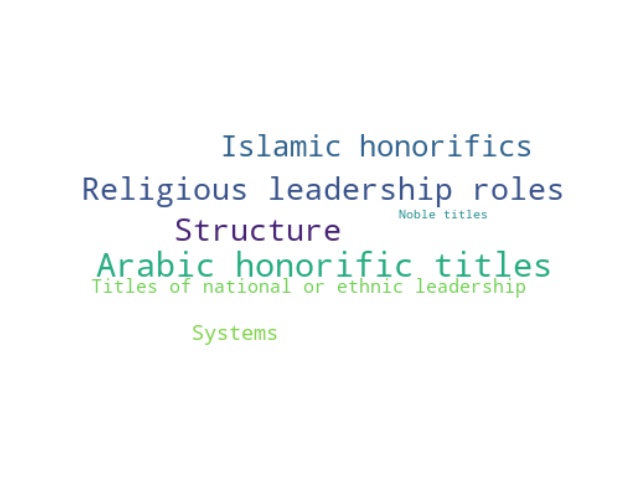 Islamic honorifics
Religious leadership roles
Noble titles
Structure
Arabic honorific titles
Titles of national or ethnic leadership
Systems